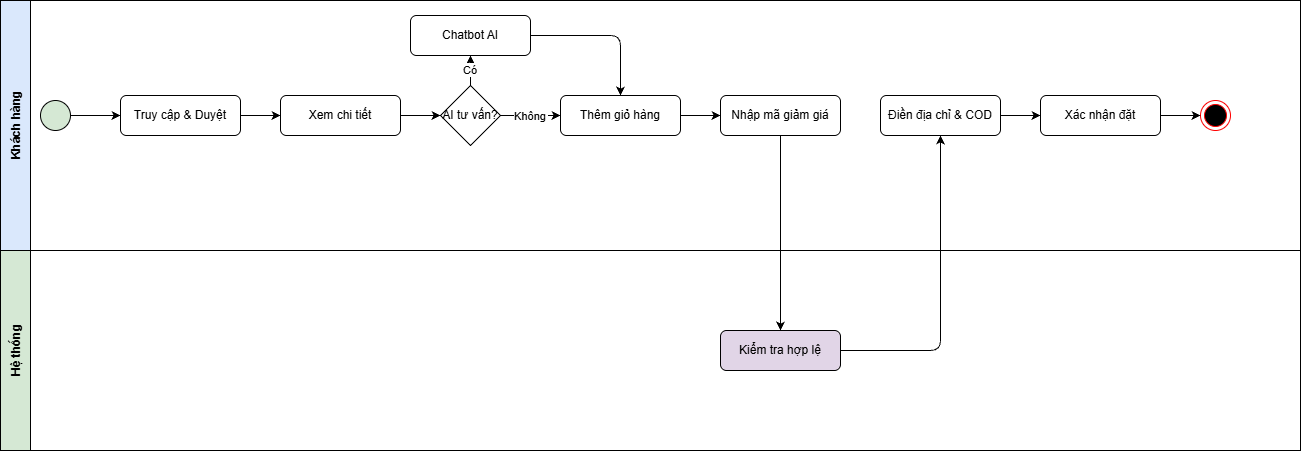 Khách hàng
Chatbot AI
Có
Truy cập & Duyệt
Xem chi tiết
AI tư vấn?
Không
Thêm giỏ hàng
Nhập mã giảm giá
Điền địa chỉ & COD
Xác nhận đặt
Hệ thống
Kiểm tra hợp lệ